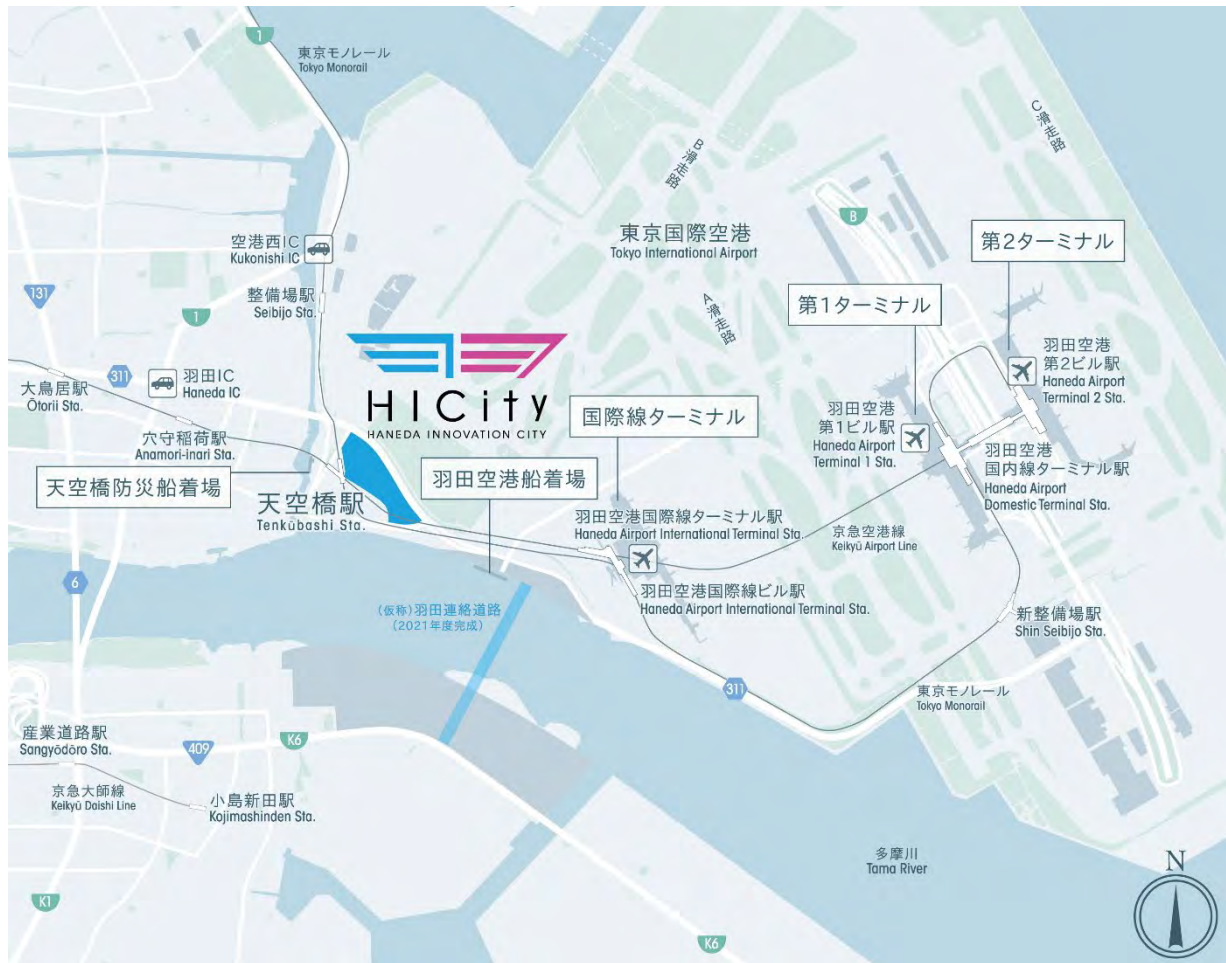 1
東京モノレール
Tokyo Monorail
C滑走路
B滑走路
B
東京国際空港
Tokyo International Airport
第2ターミナル
空港西IC
Kukonishi IC
整備場駅
Seibijo Sta.
131
1
A滑走路
第1ターミナル
HICity
HANEDA INNOVATION CITY
羽田空港
第2ビル駅
Haneda Airport
Terminal 2 Sta.
311
羽田IC
Haneda IC
大鳥居駅
Ōtorii Sta.
国際線ターミナル
羽田空港
第1ビル駅
Haneda Airport
Terminal 1 Sta.
穴守稲荷駅
Anamori-inari Sta.
羽田空港
国内線ターミナル駅
Haneda Airport
Domestic Terminal Sta.
天空橋防災船着場
羽田空港船着場
天空橋駅
Tenkūbashi Sta.
羽田空港国際線ターミナル駅
Haneda Airport International Terminal Sta.
京急空港線
Keikyū Airport Line
6
(仮称)羽田連絡道路
(2021年度完成)
羽田空港国際線ビル駅
Haneda Airport International Terminal Sta.
新整備場駅
Shin Seibijo Sta.
311
東京モノレール
Tokyo Monorail
産業道路駅
Sangyōdōro Sta.
409
K6
京急大師線
Keikyū Daishi Line
小島新田駅
Kojimashinden Sta.
多摩川
Tama River
N
K1
K6